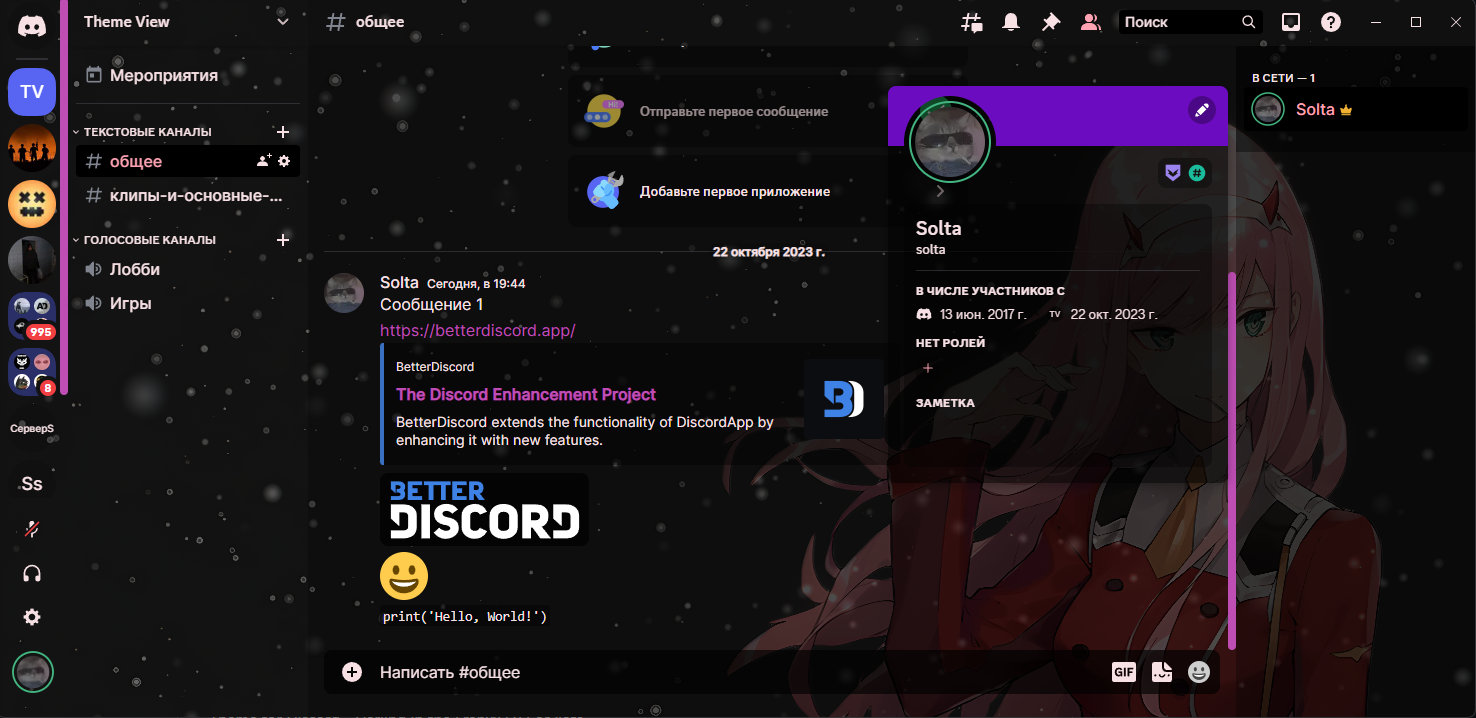 Theme View
общее
Поиск
TV
995
8
СерверS
Ss
Мероприятия
ТЕКСТОВЫЕ КАНАЛЫ
общее
клипы-и-основные-...
ГОЛОСОВЫЕ КАНАЛЫ
Лобби
Игры
Отправьте первое сообщение
Добавьте первое приложение
22 октября 2023 г.
Solta Сегодня, в 19:44
Сообщение 1
https://betterdiscord.app/
BetterDiscord
The Discord Enhancement Project
BetterDiscord extends the functionality of DiscordApp by
enhancing it with new features.
BETTER
DISCORD
print('Hello, World!')
Написать #общее
GIF
Solta
solta
В ЧИСЛЕ УЧАСТНИКОВ С
13 июн. 2017 г. TV 22 окт. 2023 г.
НЕТ РОЛЕЙ
ЗАМЕТКА
В СЕТИ — 1
Solta